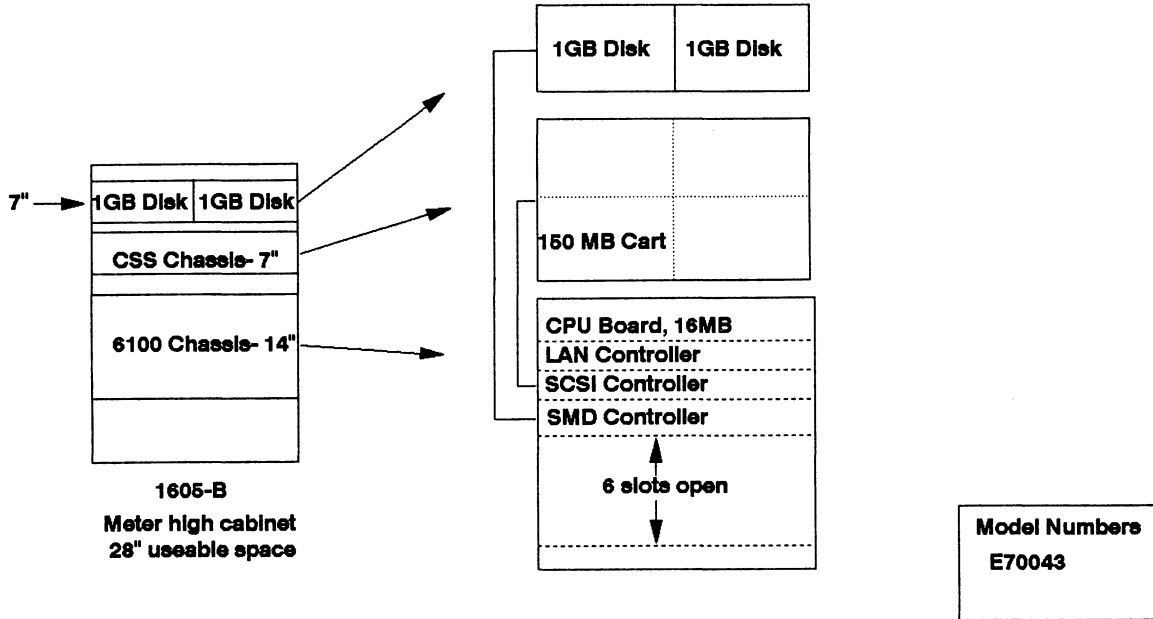 7"
1GB Disk 1GB Disk
CSS Chassis- 7"
6100 Chassis- 14"
1605-B
Meter high cabinet
28" useable space
1GB Disk 1GB Disk
150 MB Cart
CPU Board, 16MB
LAN Controller
SCSI Controller
SMD Controller
6 slots open
Model Numbers
E70043